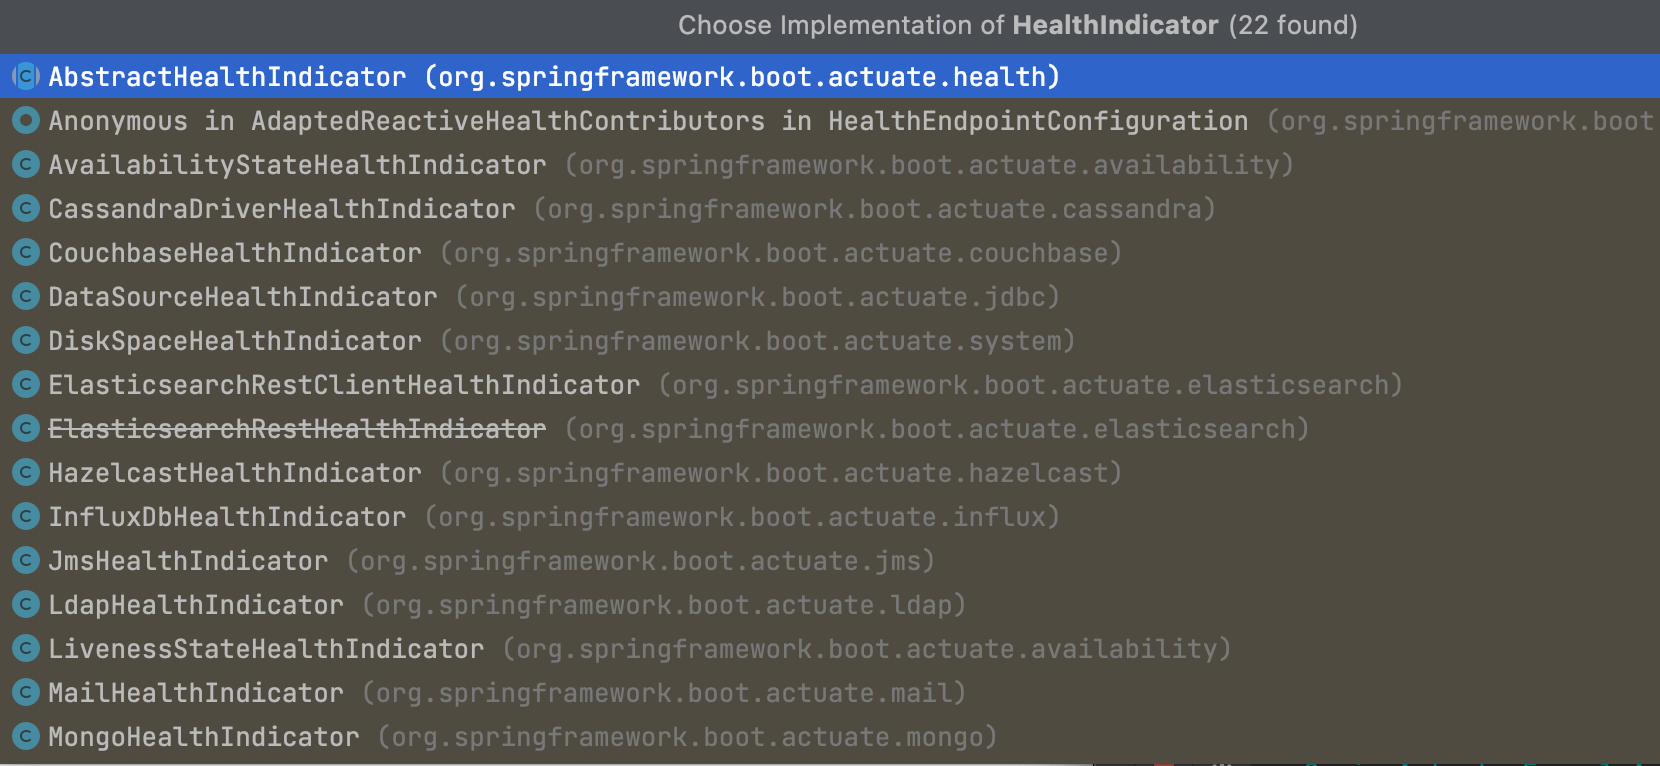 Choose Implementation of HealthIndicator (22 found)
AbstractHealthIndicator (org.springframework.boot.actuate.health)
Anonymous in AdaptedReactiveHealthContributors in HealthEndpointConfiguration (org.springframework.boot
AvailabilityStateHealthIndicator (org.springframework.boot.actuate.availability)
CassandraDriverHealthIndicator (org.springframework.boot.actuate.cassandra)
CouchbaseHealthIndicator (org.springframework.boot.actuate.couchbase)
DataSourceHealthIndicator (org.springframework.boot.actuate.jdbc)
DiskSpaceHealthIndicator (org.springframework.boot.actuate.system)
ElasticsearchRestClientHealthIndicator (org.springframework.boot.actuate.elasticsearch)
ElasticsearchRestHealthIndicator (org.springframework.boot.actuate.elasticsearch)
HazelcastHealthIndicator (org.springframework.boot.actuate.hazelcast)
InfluxDbHealthIndicator (org.springframework.boot.actuate.influx)
JmsHealthIndicator (org.springframework.boot.actuate.jms)
LdapHealthIndicator (org.springframework.boot.actuate.ldap)
LivenessStateHealthIndicator (org.springframework.boot.actuate.availability)
MailHealthIndicator (org.springframework.boot.actuate.mail)
MongoHealthIndicator (org.springframework.boot.actuate.mongo)